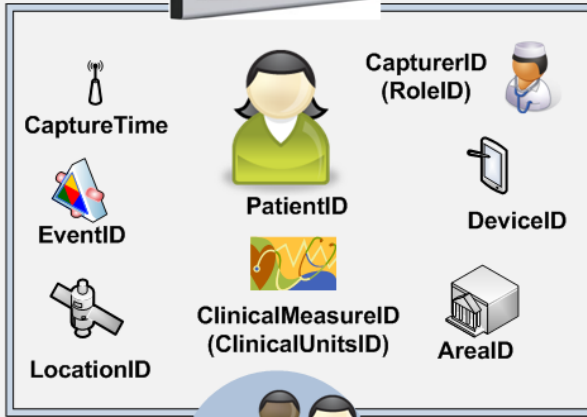 CapturerID
(RoleID)
CaptureTime
PatientID
DeviceID
EventID
ClinicalMeasureID
(ClinicalUnitsID)
AreaID
LocationID